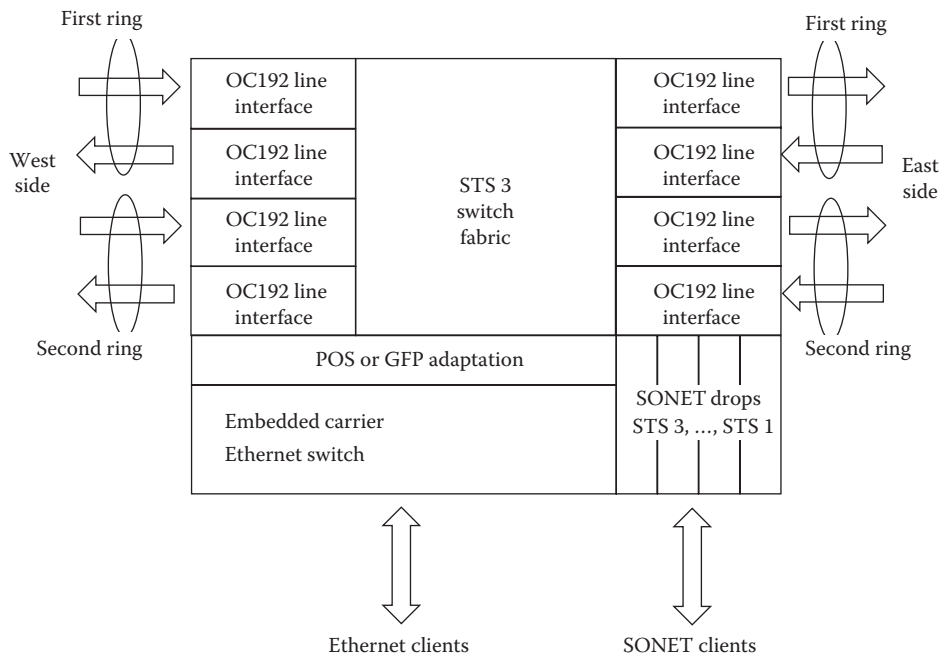 First ring
First ring
OC192 line
interface
OC192 line
interface
OC192 line
interface
OC192 line
interface
West
side
STS 3
switch
fabric
OC192 line
interface
OC192 line
interface
OC192 line
interface
OC192 line
interface
East
side
Second ring
Second ring
POS or GFP adaptation
Embedded carrier
Ethernet switch
SONET drops
STS 3, ..., STS 1
Ethernet clients
SONET clients